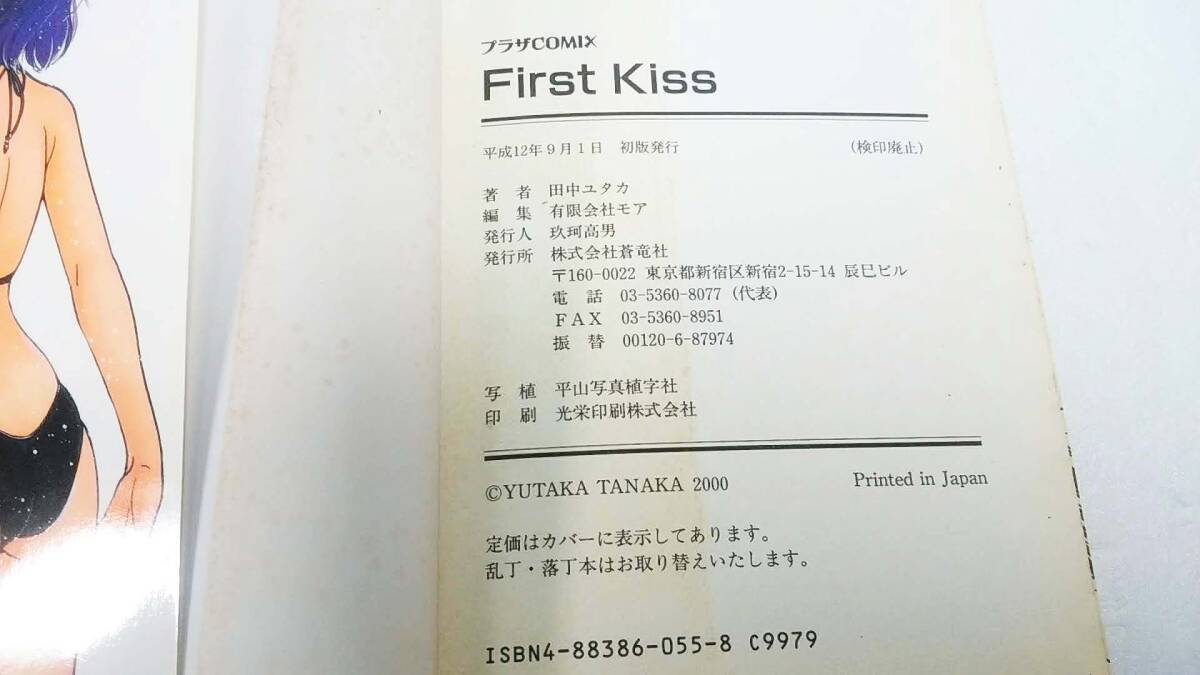 プラザCOMIX
First Kiss
平成12年9月1日 初版発行 (検印廃止)
著 者 田中ユタカ
編 集 有限会社モア
発行人 玖珂高男
発行所 株式会社蒼竜社
〒160-0022 東京都新宿区新宿2-15-14 辰巳ビル
電 話 03-5360-8077 (代表)
FAX 03-5360-8951
振 替 00120-6-87974
写 植 平山写真植字社
印 刷 光栄印刷株式会社
©YUTAKA TANAKA 2000 Printed in Japan
定価はカバーに表示してあります。
乱丁・落丁本はお取り替えいたします。
ISBN4-88386-055-8 C9979